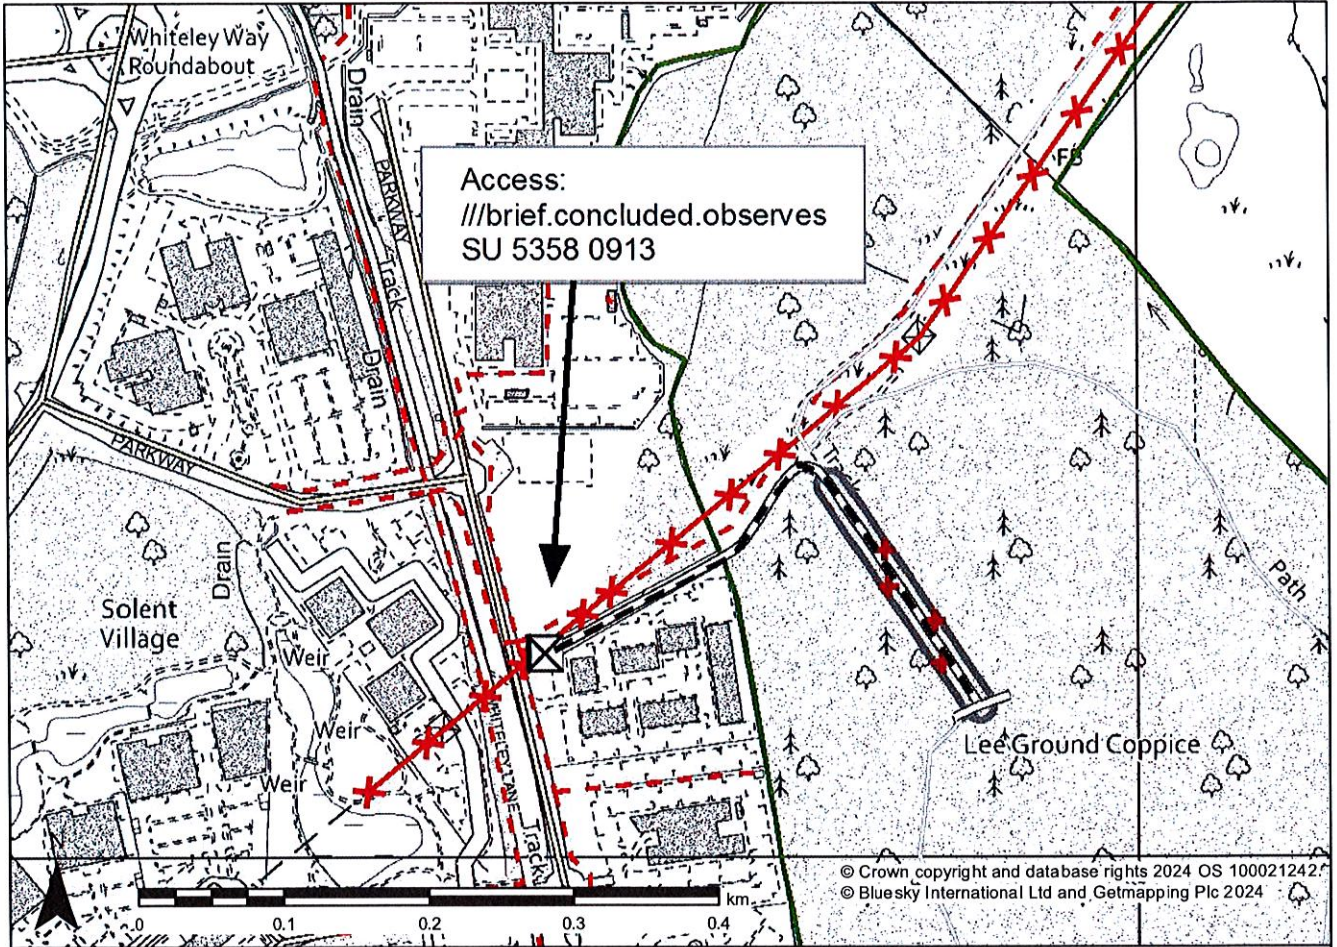 Whiteley Way
Roundabout
Drain
PARKWAY
Track
Drain
Access:
///brief.concluded.observes
SU 5358 0913
FB
PARKWAY
Drain
Solent
Village
Weir
Weir
Weir
Track
Path
Lee Ground Coppice
© Crown copyright and database rights 2024 OS 100021242.
© Bluesky International Ltd and Getmapping Plc 2024
0 0.1 0.2 0.3 0.4 km